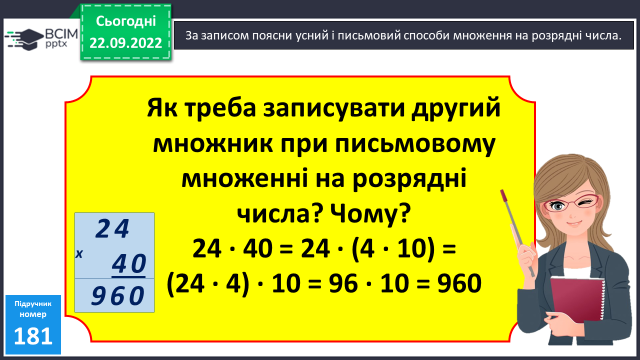 BCIM
pptx
Сьогодні
22.09.2022
За записом поясни усний і письмовий способи множення на розрядні числа.
Як треба записувати другий
множник при письмовому
множенні на розрядні
числа? Чому?
24 · 40 = 24 · (4 · 10) =
(24 · 4) · 10 = 96 · 10 = 960
24
x
40
960
Підручник
номер
181